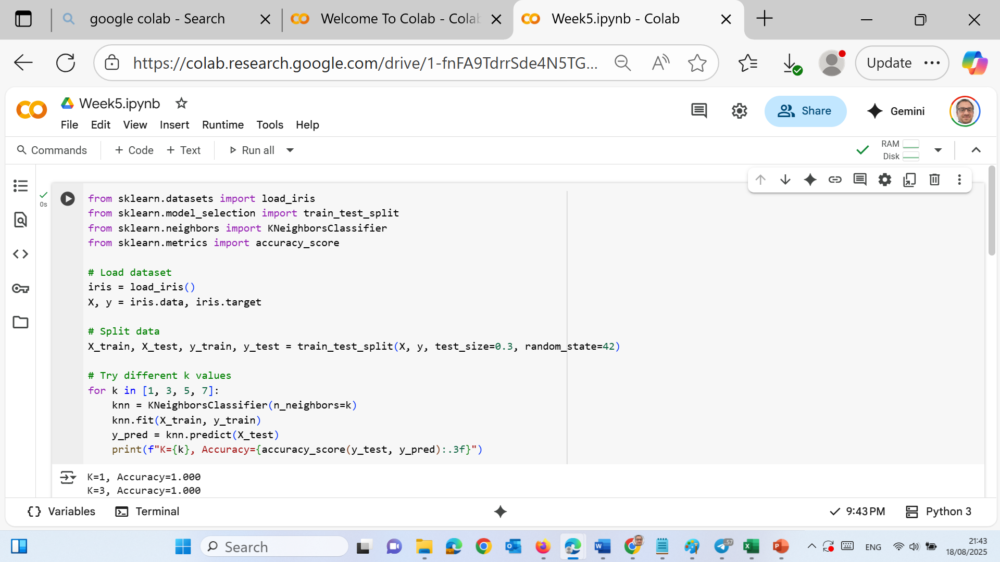 google colab - Search
Welcome To Colab - Colab
Week5.ipynb - Colab
https://colab.research.google.com/drive/1-fnFA9TdrrSde4N5TG...
Update
Week5.ipynb
File Edit View Insert Runtime Tools Help
Share
Gemini
Commands + Code + Text Run all
RAM
Disk
0s
from sklearn.datasets import load_iris
from sklearn.model_selection import train_test_split
from sklearn.neighbors import KNeighborsClassifier
from sklearn.metrics import accuracy_score
# Load dataset
iris = load_iris()
X, y = iris.data, iris.target
# Split data
X_train, X_test, y_train, y_test = train_test_split(X, y, test_size=0.3, random_state=42)
# Try different k values
for k in [1, 3, 5, 7]:
    knn = KNeighborsClassifier(n_neighbors=k)
    knn.fit(X_train, y_train)
    y_pred = knn.predict(X_test)
    print(f"K={k}, Accuracy={accuracy_score(y_test, y_pred):.3f}")
K=1, Accuracy=1.000
K=3, Accuracy=1.000
Variables Terminal
9:43 PM
Python 3
Search
.57
ENG
21:43
18/08/2025